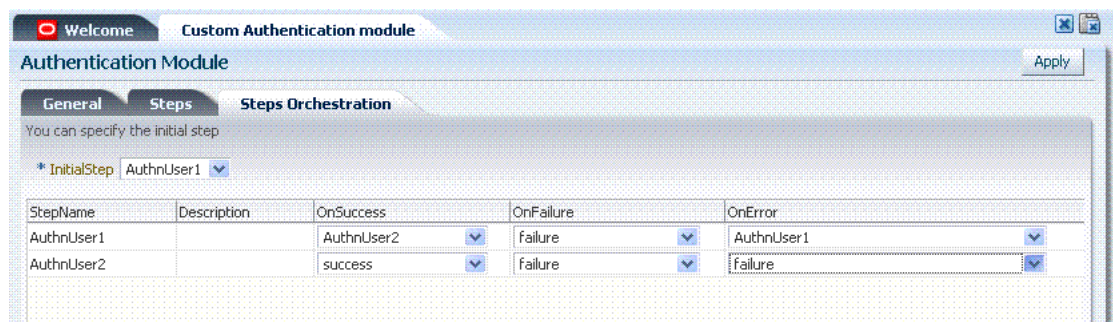 Welcome Custom Authentication module
Authentication Module Apply
General Steps Steps Orchestration
You can specify the initial step
* InitialStep AuthnUser1
StepName Description OnSuccess OnFailure OnError
AuthnUser1 AuthnUser2 failure AuthnUser1
AuthnUser2 success failure failure